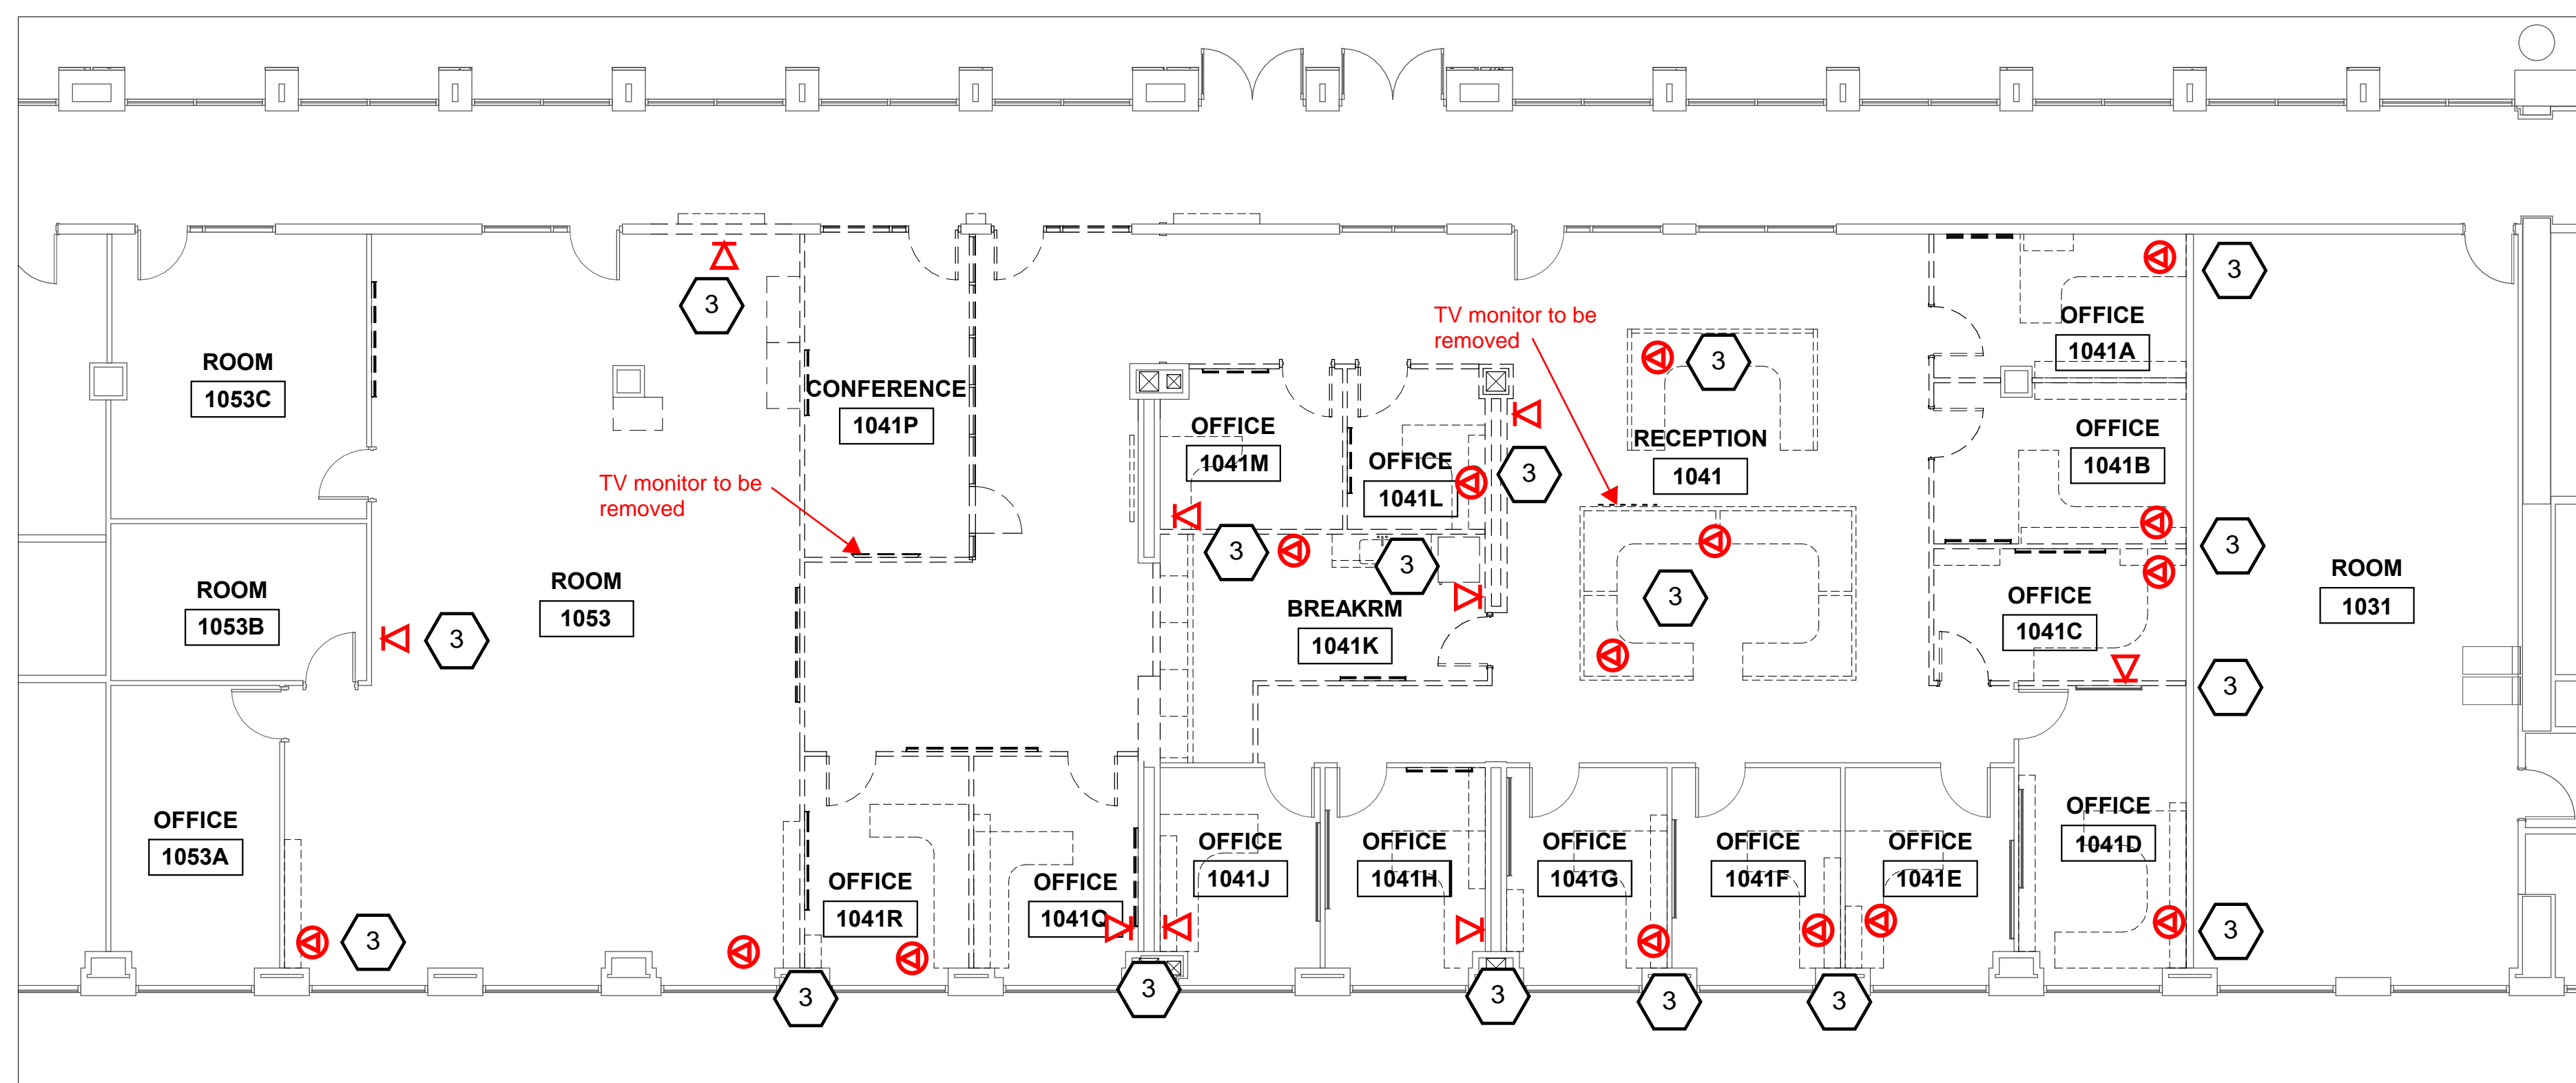 3
OFFICE
1041A
3
TV monitor to be
removed
3
ROOM
1053C
CONFERENCE
1041P
OFFICE
1041M
OFFICE
1041L
3
RECEPTION
1041
OFFICE
1041B
3
TV monitor to be
removed
3
3
3
3
ROOM
1053B
3
ROOM
1053
BREAKRM
1041K
OFFICE
1041C
ROOM
1031
3
OFFICE
1053A
OFFICE
1041R
OFFICE
1041Q
OFFICE
1041J
OFFICE
1041H
OFFICE
1041G
OFFICE
1041F
OFFICE
1041E
OFFICE
1041D
3
3
3
3
3
3
3